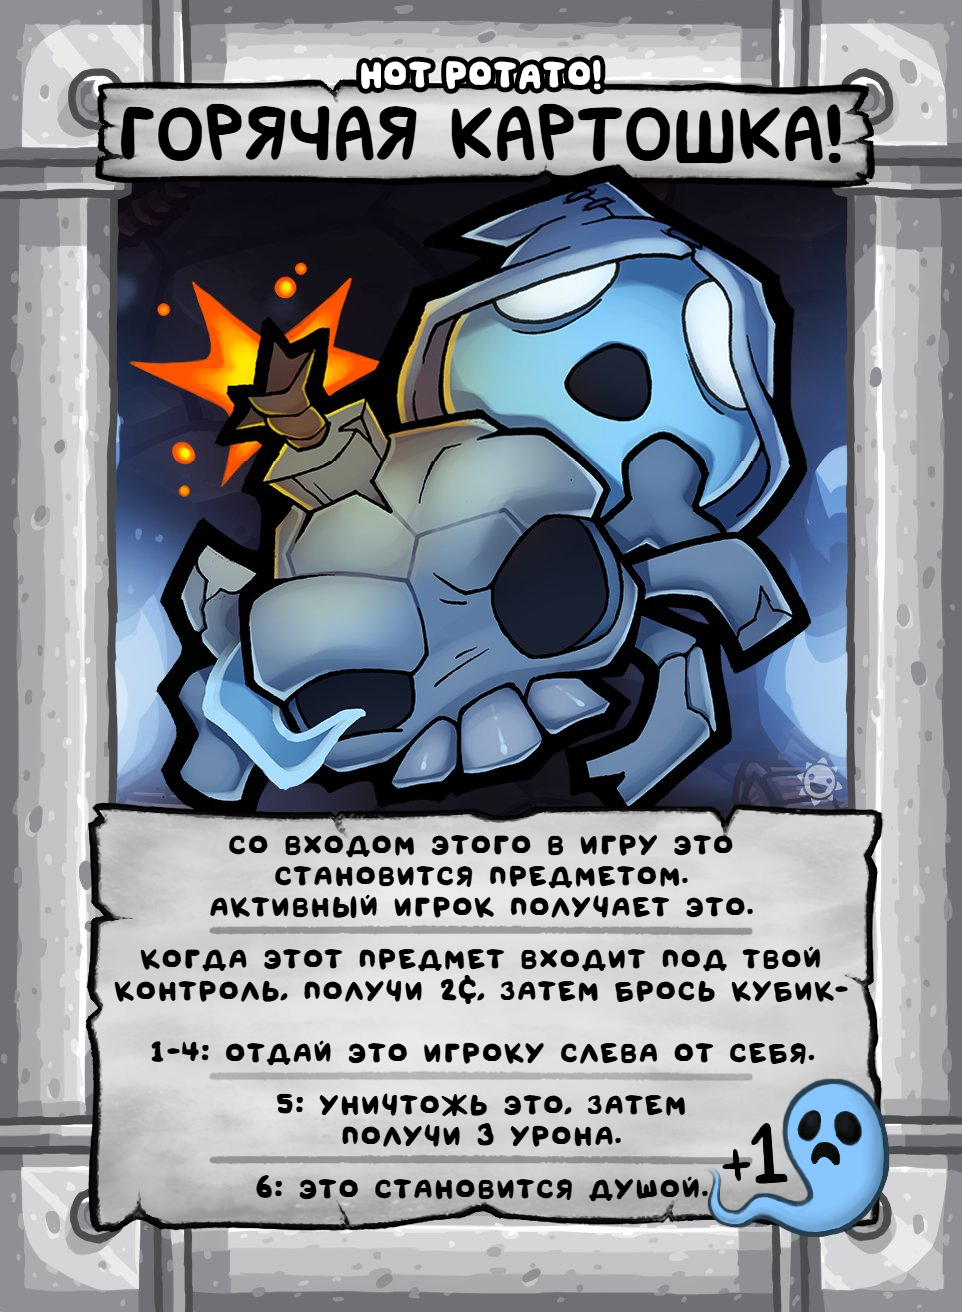 HOT POTATO!
ГОРЯЧАЯ КАРТОШКА!
СО ВХОДОМ ЭТОГО В ИГРУ ЭТО
СТАНОВИТСЯ ПРЕДМЕТОМ.
АКТИВНЫЙ ИГРОК ПОЛУЧАЕТ ЭТО.
КОГДА ЭТОТ ПРЕДМЕТ ВХОДИТ ПОД ТВОЙ
КОНТРОЛЬ, ПОЛУЧИ 2¢, ЗАТЕМ БРОСЬ КУБИК-
1-4: ОТДАЙ ЭТО ИГРОКУ СЛЕВА ОТ СЕБЯ.
5: УНИЧТОЖЬ ЭТО, ЗАТЕМ
ПОЛУЧИ 3 УРОНА.
6: ЭТО СТАНОВИТСЯ ДУШОЙ.
+1